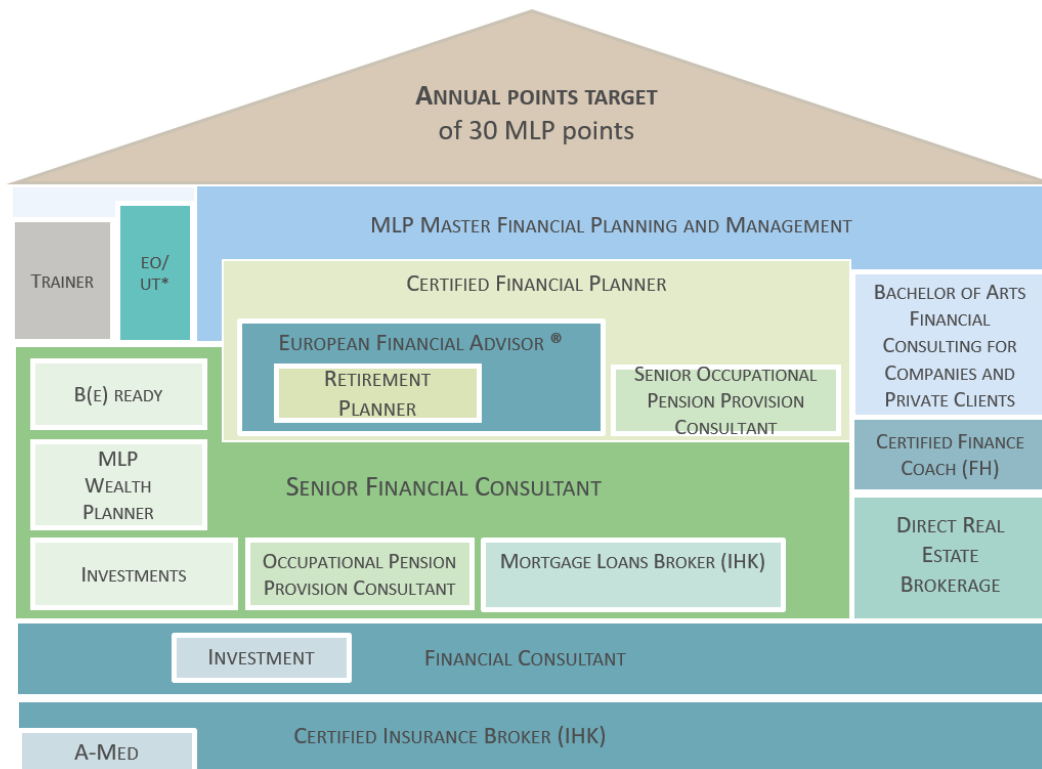 ANNUAL POINTS TARGET
of 30 MLP points
MLP MASTER FINANCIAL PLANNING AND MANAGEMENT
TRAINER
EO/
UT*
CERTIFIED FINANCIAL PLANNER
EUROPEAN FINANCIAL ADVISOR ®
RETIREMENT
PLANNER
SENIOR OCCUPATIONAL
PENSION PROVISION
CONSULTANT
BACHELOR OF ARTS
FINANCIAL
CONSULTING FOR
COMPANIES AND
PRIVATE CLIENTS
B(E) READY
MLP
WEALTH
PLANNER
SENIOR FINANCIAL CONSULTANT
CERTIFIED FINANCE
COACH (FH)
INVESTMENTS
OCCUPATIONAL PENSION
PROVISION CONSULTANT
MORTGAGE LOANS BROKER (IHK)
DIRECT REAL
ESTATE
BROKERAGE
INVESTMENT
FINANCIAL CONSULTANT
CERTIFIED INSURANCE BROKER (IHK)
A-MED